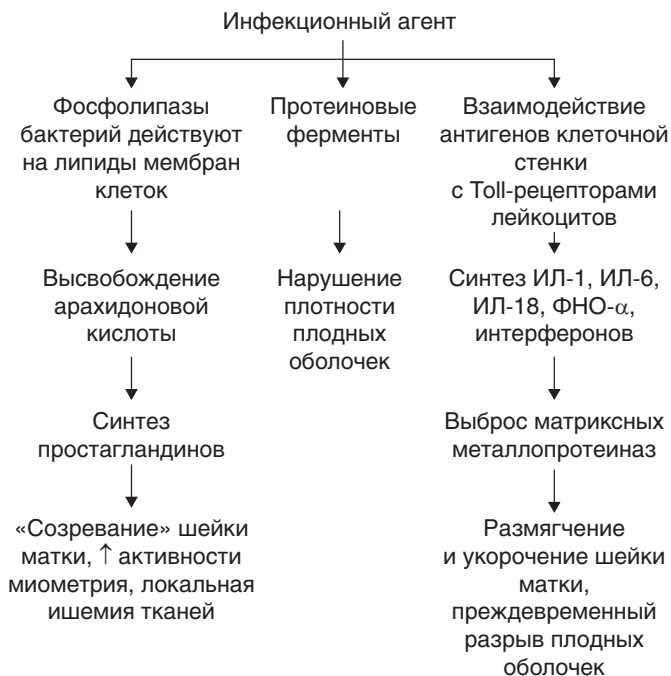 Инфекционный агент
Фосфолипазы
бактерий действуют
на липиды мембран
клеток
Протеиновые
ферменты
Взаимодействие
антигенов клеточной
стенки
с Toll-рецепторами
лейкоцитов
Высвобождение
арахидоновой
кислоты
Нарушение
плотности
плодных
оболочек
Синтез ИЛ-1, ИЛ-6,
ИЛ-18, ФНО-α,
интерферонов
Синтез
простагландинов
Выброс матриксных
металлопротеиназ
«Созревание» шейки
матки, ↑ активности
миометрия, локальная
ишемия тканей
Размягчение
и укорочение шейки
матки,
преждевременный
разрыв плодных
оболочек